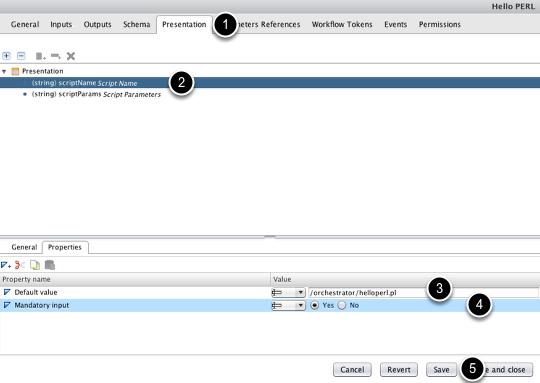 Hello PERL
General Inputs Outputs Schema Presentation 1 meters References Workflow Tokens Events Permissions
Presentation
(string) scriptName Script Name 2
(string) scriptParams Script Parameters
General Properties
Property name Value
Default value /orchestrator/helloperl.pl 3
Mandatory input Yes No 4
Cancel Revert Save 5 e and close